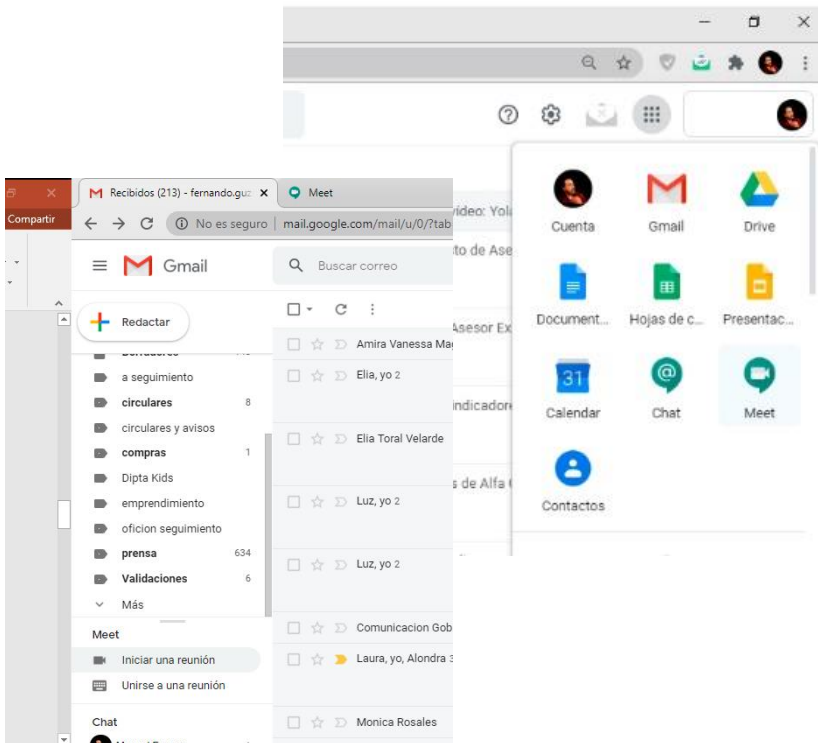 Compartir
Recibidos (213) - fernando.guz
Meet
No es seguro
mail.google.com/mail/u/0/?tab
Gmail
Buscar correo
Redactar
a seguimiento
circulares 8
circulares y avisos
compras 1
Dipta Kids
emprendimiento
oficion seguimiento
prensa 634
Validaciones 6
Más
Meet
Iniciar una reunión
Unirse a una reunión
Chat
Amira Vanessa Ma
Elia, yo 2
Elia Toral Velarde
Luz, yo 2
Luz, yo 2
Comunicacion Gob
Laura, yo, Alondra 3
Monica Rosales
vídeo: Yola
to de Ase
Asesor Ex
indicador
s de Alfa
Cuenta
Gmail
Drive
Document...
Hojas de c...
Presentac...
31
Calendar
Chat
Meet
Contactos